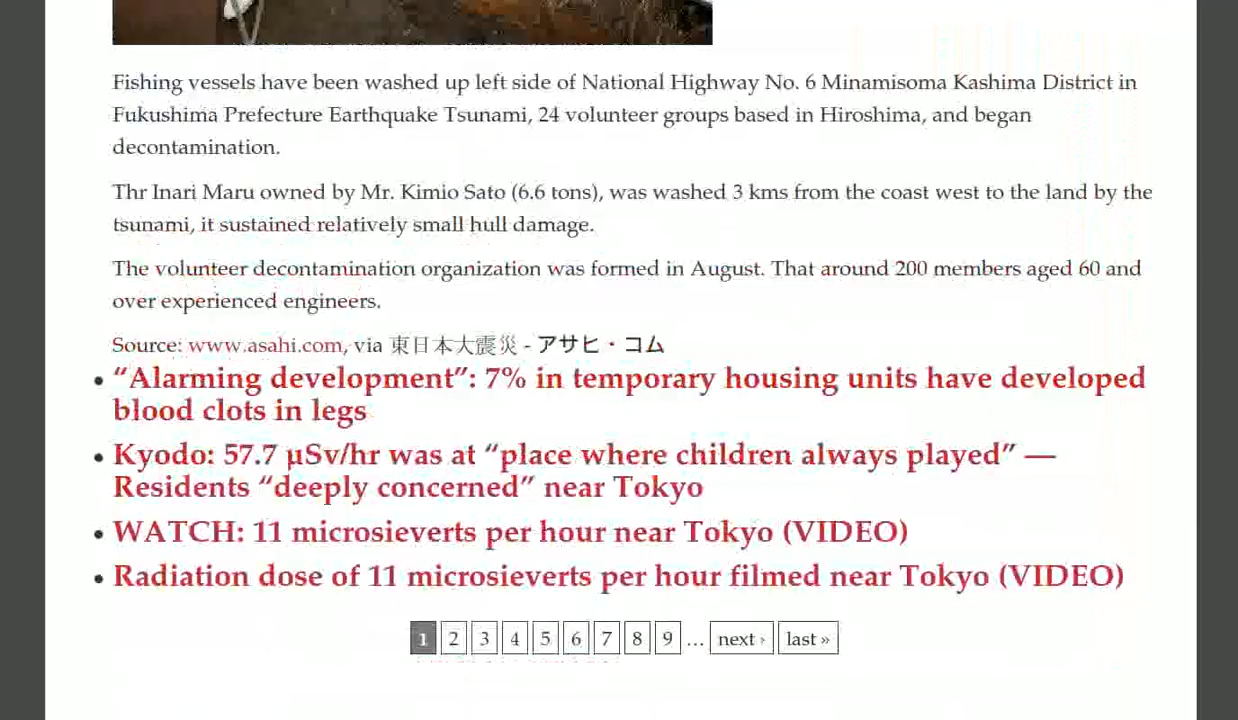 Fishing vessels have been washed up left side of National Highway No. 6 Minamisoma Kashima District in
Fukushima Prefecture Earthquake Tsunami, 24 volunteer groups based in Hiroshima, and began
decontamination.
Thr Inari Maru owned by Mr. Kimio Sato (6.6 tons), was washed 3 kms from the coast west to the land by the
tsunami, it sustained relatively small hull damage.
The volunteer decontamination organization was formed in August. That around 200 members aged 60 and
over experienced engineers.
Source: www.asahi.com, via 東日本大震災 - アサヒ・コム
• “Alarming development”: 7% in temporary housing units have developed
blood clots in legs
• Kyodo: 57.7 μSv/hr was at “place where children always played” —
Residents “deeply concerned” near Tokyo
• WATCH: 11 microsieverts per hour near Tokyo (VIDEO)
• Radiation dose of 11 microsieverts per hour filmed near Tokyo (VIDEO)
1 2 3 4 5 6 7 8 9 … next › last »